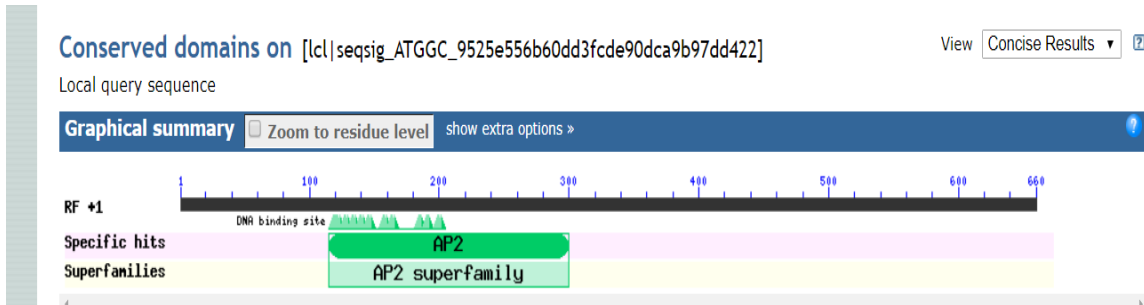 Conserved domains on [lcl|seqsig_ATGGC_9525e556b60dd3fcde90dca9b97dd422]
View Concise Results ▼ ?
Local query sequence
Graphical summary Zoom to residue level show extra options » ?
1 100 200 300 400 500 600 660
RF +1
DNA binding site
Specific hits AP2
Superfamilies AP2 superfamily